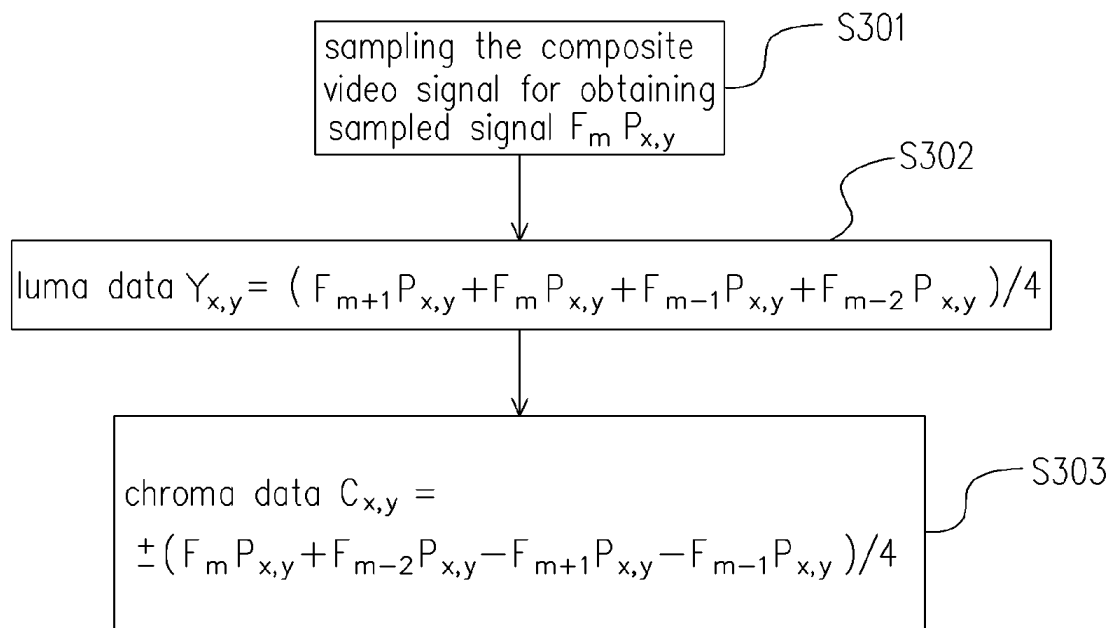 sampling the composite
video signal for obtaining
sampled signal F_m P_x,y
S301
S302
luma data Y_x,y = (F_m+1 P_x,y + F_m P_x,y + F_m−1 P_x,y + F_m−2 P_x,y)/4
chroma data C_x,y =
±(F_m P_x,y + F_m−2 P_x,y − F_m+1 P_x,y − F_m−1 P_x,y)/4
S303